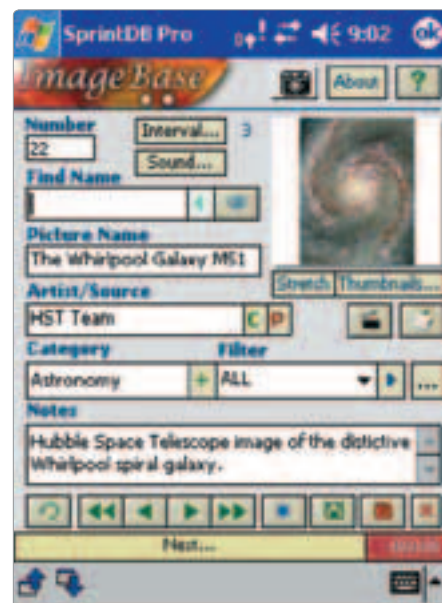 SprintDB Pro 9:02 ok
ImageBase About ?
Number Interval... 3
22 Sound...
Find Name
Picture Name
The Whirlpool Galaxy M51
Stretch Thumbnails...
Artist/Source
HST Team C P
Category Filter
Astronomy + ALL ...
Notes
Hubble Space Telescope image of the distictive
Whirlpool spiral galaxy.
Next...